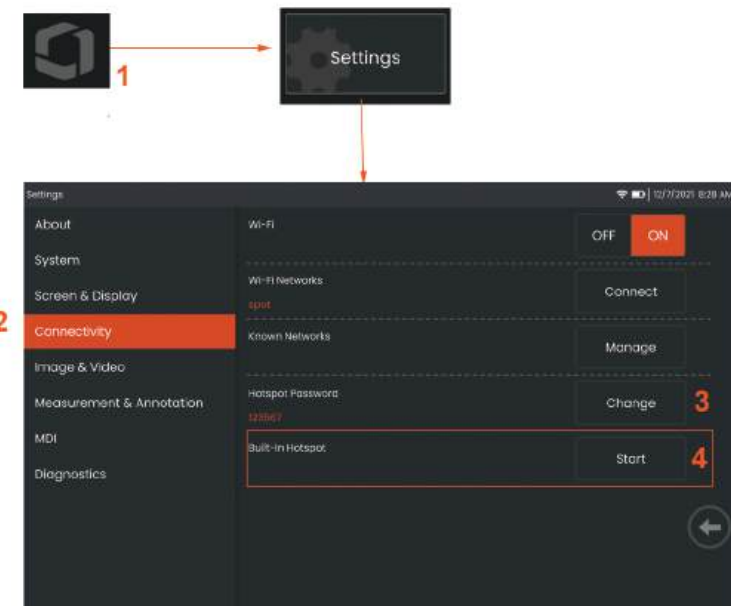 1
Settings
Settings 12/7/2021 8:28 AM
About
System
Screen & Display
2 Connectivity
Image & Video
Measurement & Annotation
MDI
Diagnostics
Wi-Fi OFF ON
Wi-Fi Networks Connect
spot
Known Networks Manage
Hotspot Password Change 3
Built-in Hotspot Start 4